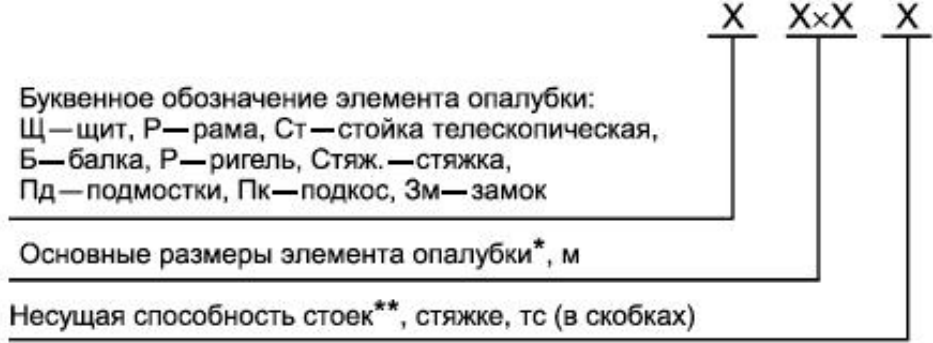 X X×X X
Буквенное обозначение элемента опалубки:
Щ—щит, Р—рама, Ст—стойка телескопическая,
Б—балка, Р—ригель, Стяж.—стяжка,
Пд—подмостки, Пк—подкос, Зм—замок
Основные размеры элемента опалубки*, м
Несущая способность стоек**, стяжке, тс (в скобках)